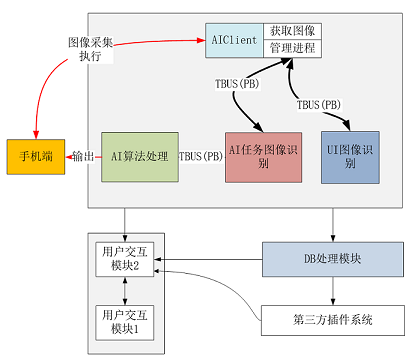 图像采集
执行
AIClient
获取图像
管理进程
TBUS(PB)
TBUS(PB)
手机端
输出
AI算法处理
TBUS(PB)
AI任务图像识
别
UI图像识
别
用户交互
模块2
DB处理模块
用户交互
模块1
第三方插件系统